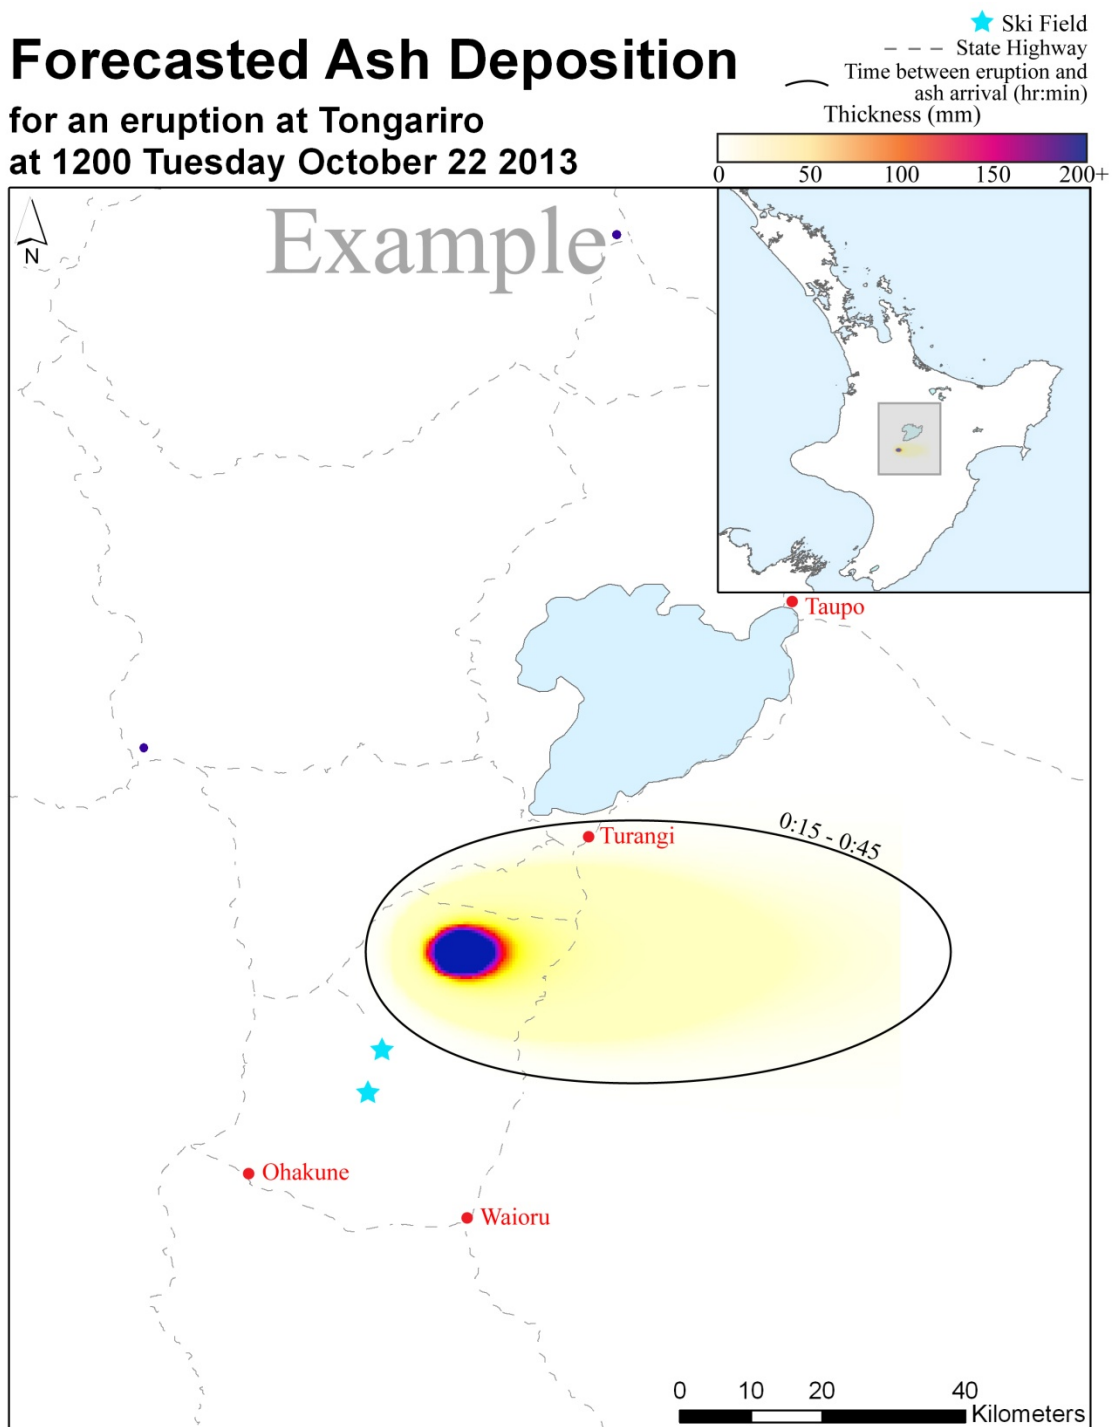 Forecasted Ash Deposition
for an eruption at Tongariro
at 1200 Tuesday October 22 2013
Ski Field
State Highway
Time between eruption and
ash arrival (hr:min)
Thickness (mm)
0 50 100 150 200+
N
Example
Taupo
Turangi
0:15 - 0:45
Ohakune
Waioru
0 10 20 40
Kilometers